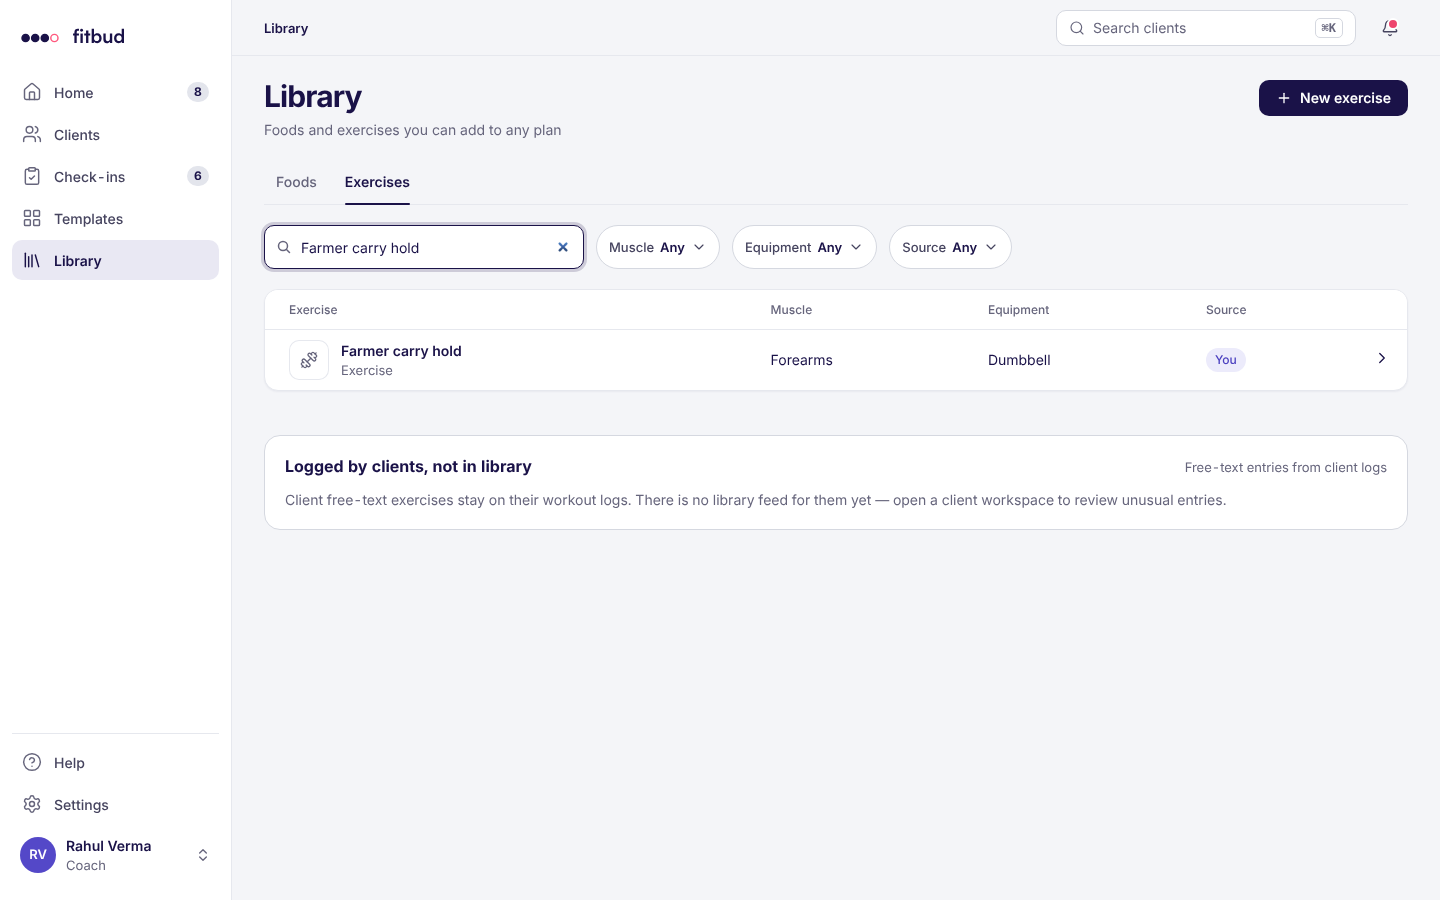 fitbud
Home 8
Clients
Check-ins 6
Templates
Library
Help
Settings
RV Rahul Verma
Coach
Library
Search clients ⌘K
Library
Foods and exercises you can add to any plan
New exercise
Foods Exercises
Farmer carry hold
Muscle Any
Equipment Any
Source Any
Exercise Muscle Equipment Source
Farmer carry hold
Exercise
Forearms Dumbbell You
Logged by clients, not in library
Free-text entries from client logs
Client free-text exercises stay on their workout logs. There is no library feed for them yet — open a client workspace to review unusual entries.